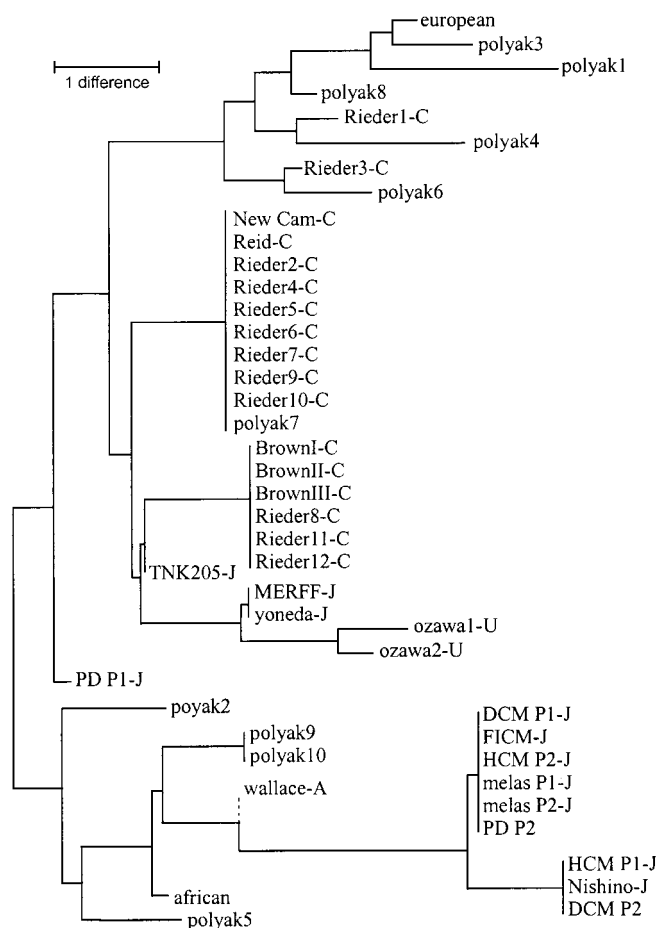 european
polyak3
1 difference
polyak1
polyak8
Rieder1-C
polyak4
Rieder3-C
polyak6
New Cam-C
Reid-C
Rieder2-C
Rieder4-C
Rieder5-C
Rieder6-C
Rieder7-C
Rieder9-C
Rieder10-C
polyak7
BrownI-C
BrownII-C
BrownIII-C
Rieder8-C
Rieder11-C
Rieder12-C
TNK205-J
MERFF-J
yoneda-J
ozawa1-U
ozawa2-U
PD P1-J
poyak2
DCM P1-J
FICM-J
HCM P2-J
melas P1-J
melas P2-J
PD P2
polyak9
polyak10
wallace-A
HCM P1-J
Nishino-J
DCM P2
african
polyak5